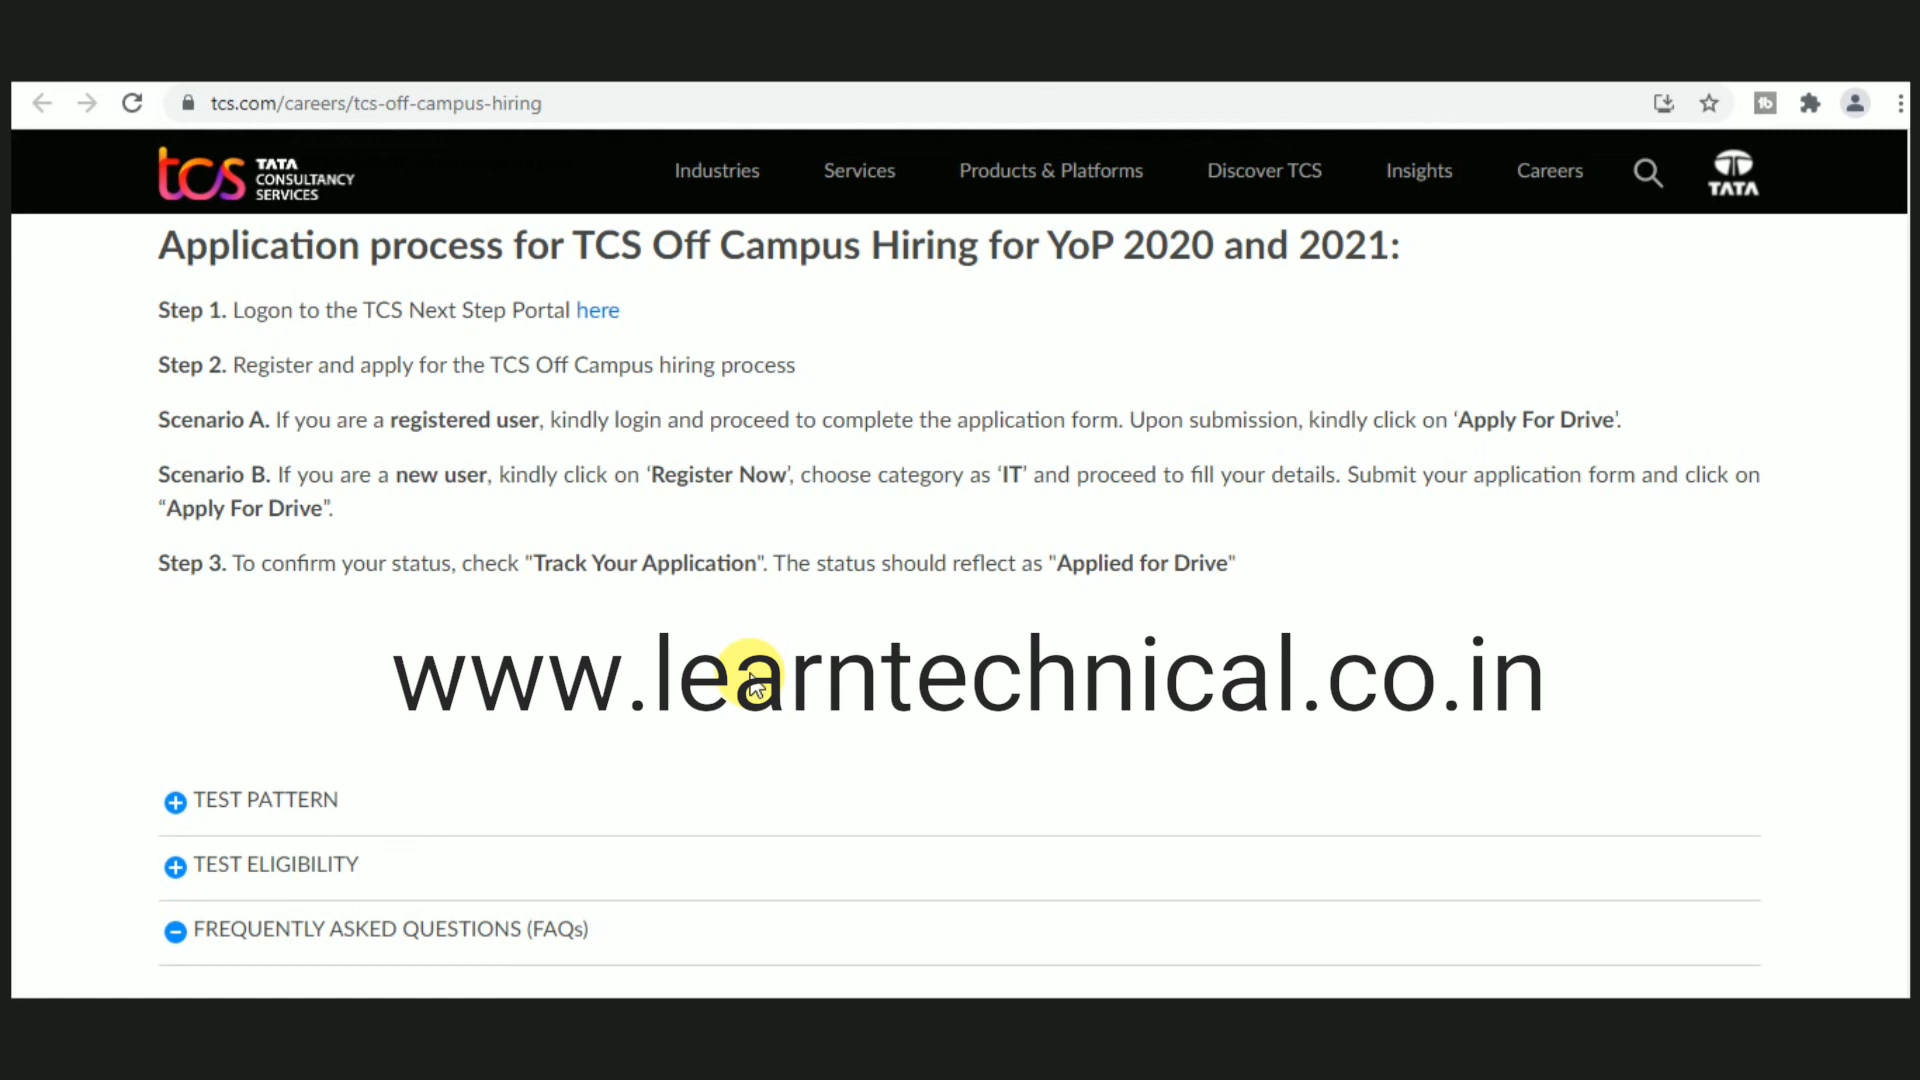 tcs.com/careers/tcs-off-campus-hiring
tcs TATA CONSULTANCY SERVICES
Industries Services Products & Platforms Discover TCS Insights Careers TATA
Application process for TCS Off Campus Hiring for YoP 2020 and 2021:
Step 1. Logon to the TCS Next Step Portal here
Step 2. Register and apply for the TCS Off Campus hiring process
Scenario A. If you are a registered user, kindly login and proceed to complete the application form. Upon submission, kindly click on ‘Apply For Drive’.
Scenario B. If you are a new user, kindly click on ‘Register Now’, choose category as ‘IT’ and proceed to fill your details. Submit your application form and click on
“Apply For Drive”.
Step 3. To confirm your status, check "Track Your Application". The status should reflect as "Applied for Drive"
www.learntechnical.co.in
TEST PATTERN
TEST ELIGIBILITY
FREQUENTLY ASKED QUESTIONS (FAQs)